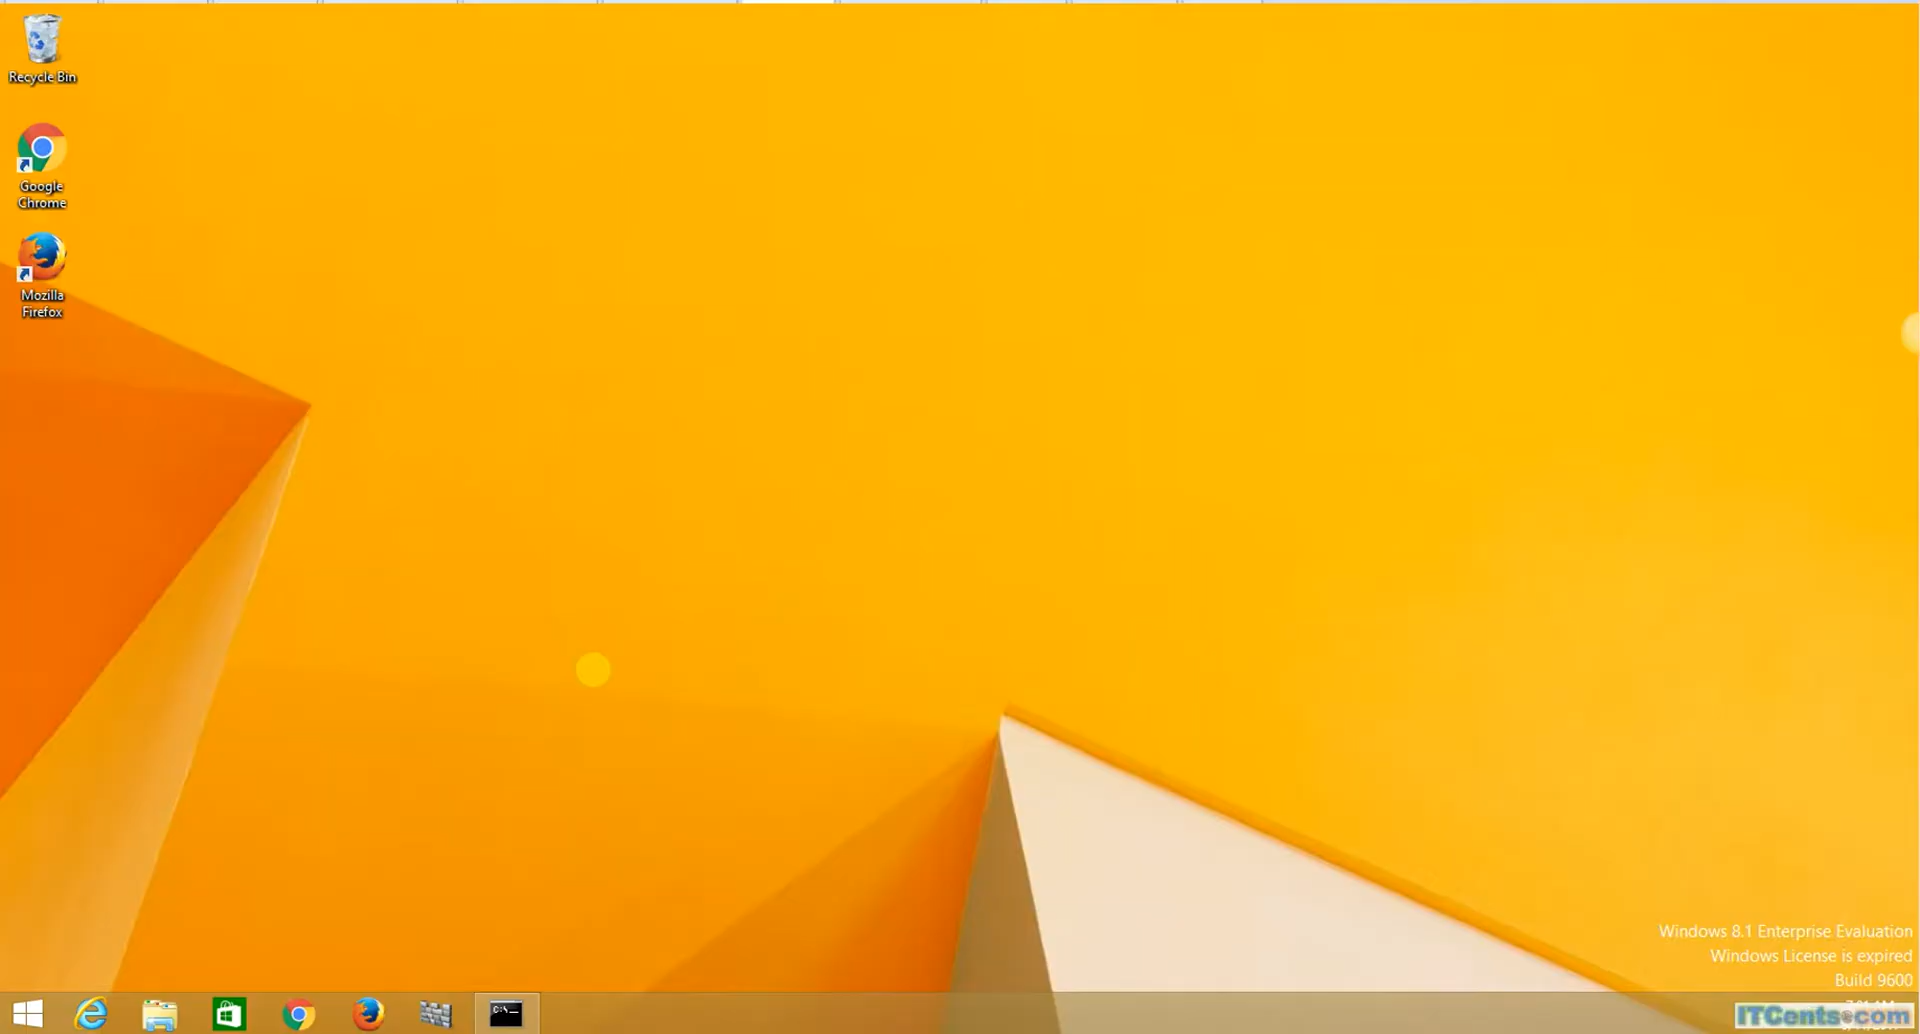 Recycle Bin
Google
Chrome
Mozilla
Firefox
Windows 8.1 Enterprise Evaluation
Windows License is expired
Build 9600
C:\_
ITCents.com